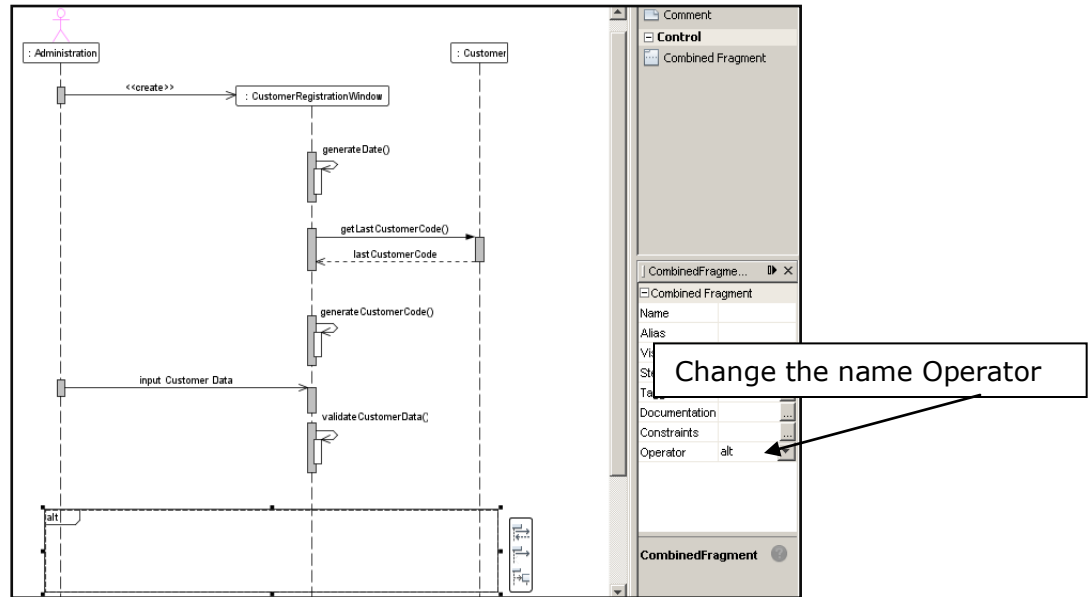 : Administration
: Customer
<<create>>
: CustomerRegistrationWindow
generateDate()
getLastCustomerCode()
lastCustomerCode
generateCustomerCode()
input Customer Data
validateCustomerData()
alt
Comment
Control
Combined Fragment
CombinedFragme...
Combined Fragment
Name
Alias
Change the name Operator
Documentation
...
Constraints
...
Operator alt
CombinedFragment